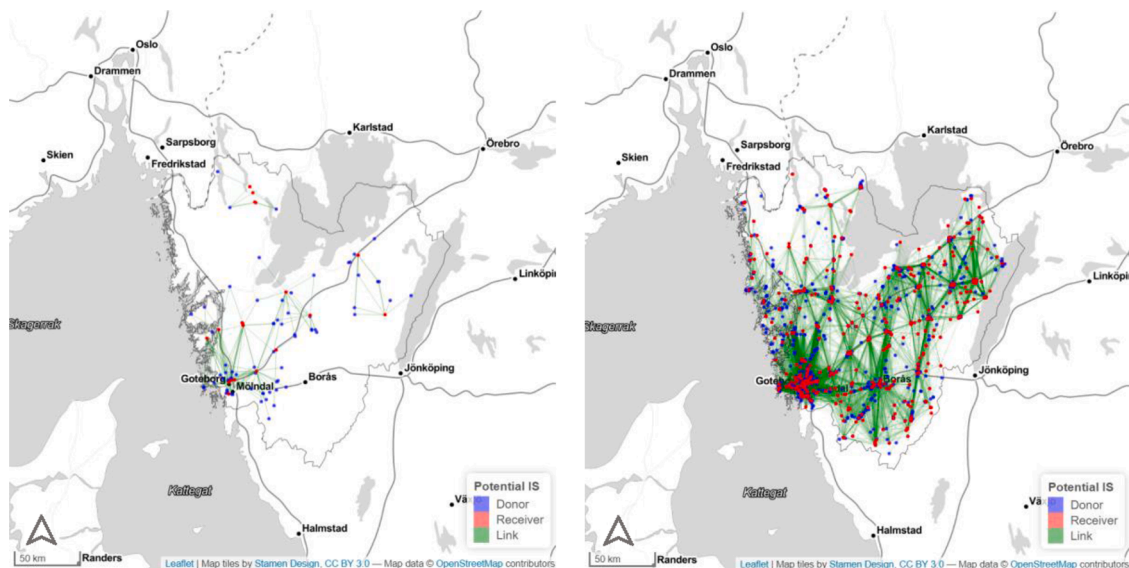 Oslo
Drammen
Karlstad
Sarpsborg
Örebro
Skien
Fredrikstad
Linköpin
Skagerrak
Jönköping
Goteborg
Mölndal
Borås
Kattegat
Potential IS
Donor
Receiver
Link
Halmstad
50 km
Randers
Leaflet | Map tiles by Stamen Design, CC BY 3.0 — Map data © OpenStreetMap contributors
Oslo
Drammen
Karlstad
Sarpsborg
Örebro
Skien
Fredrikstad
Linköpin
Skagerrak
Jönköping
Borås
Kattegat
Potential IS
Donor
Receiver
Link
Halmstad
50 km
Randers
Leaflet | Map tiles by Stamen Design, CC BY 3.0 — Map data © OpenStreetMap contributors